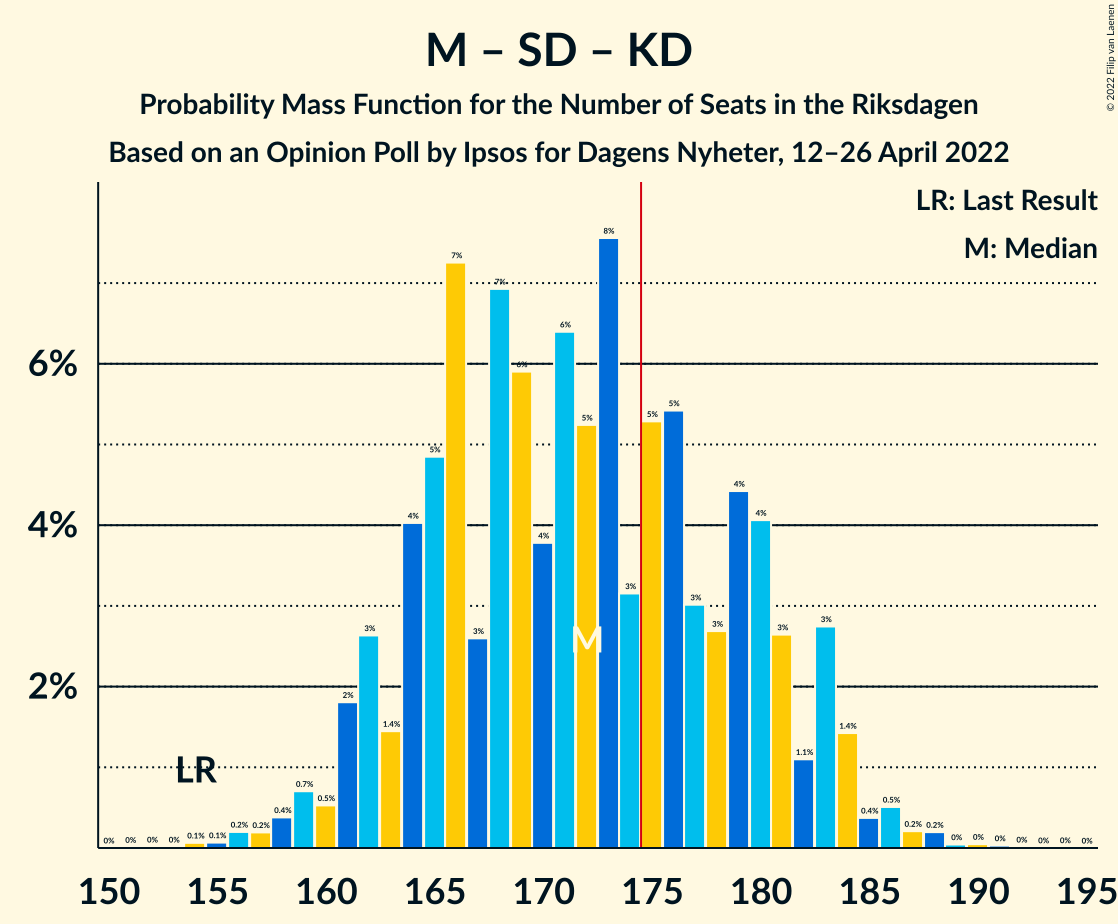 M – SD – KD
Probability Mass Function for the Number of Seats in the Riksdagen
Based on an Opinion Poll by Ipsos for Dagens Nyheter, 12–26 April 2022
© 2022 Filip van Laenen
LR: Last Result
M: Median
6%
4%
2%
LR
M
0% 0% 0% 0% 0.1% 0.1% 0.2% 0.2% 0.4% 0.7% 0.5% 2% 3% 1.4% 4% 5% 7% 3% 7% 6% 4% 6% 5% 8% 3% 5% 5% 3% 3% 4% 4% 3% 1.1% 3% 1.4% 0.4% 0.5% 0.2% 0.2% 0% 0% 0% 0% 0% 0% 0%
150 155 160 165 170 175 180 185 190 195